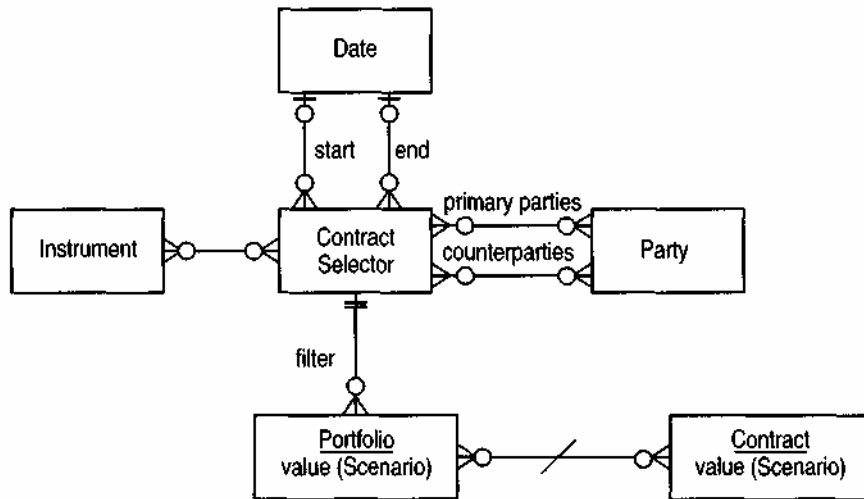 Date
start
end
primary parties
Instrument
Contract
Selector
counterparties
Party
filter
Portfolio
value (Scenario)
Contract
value (Scenario)